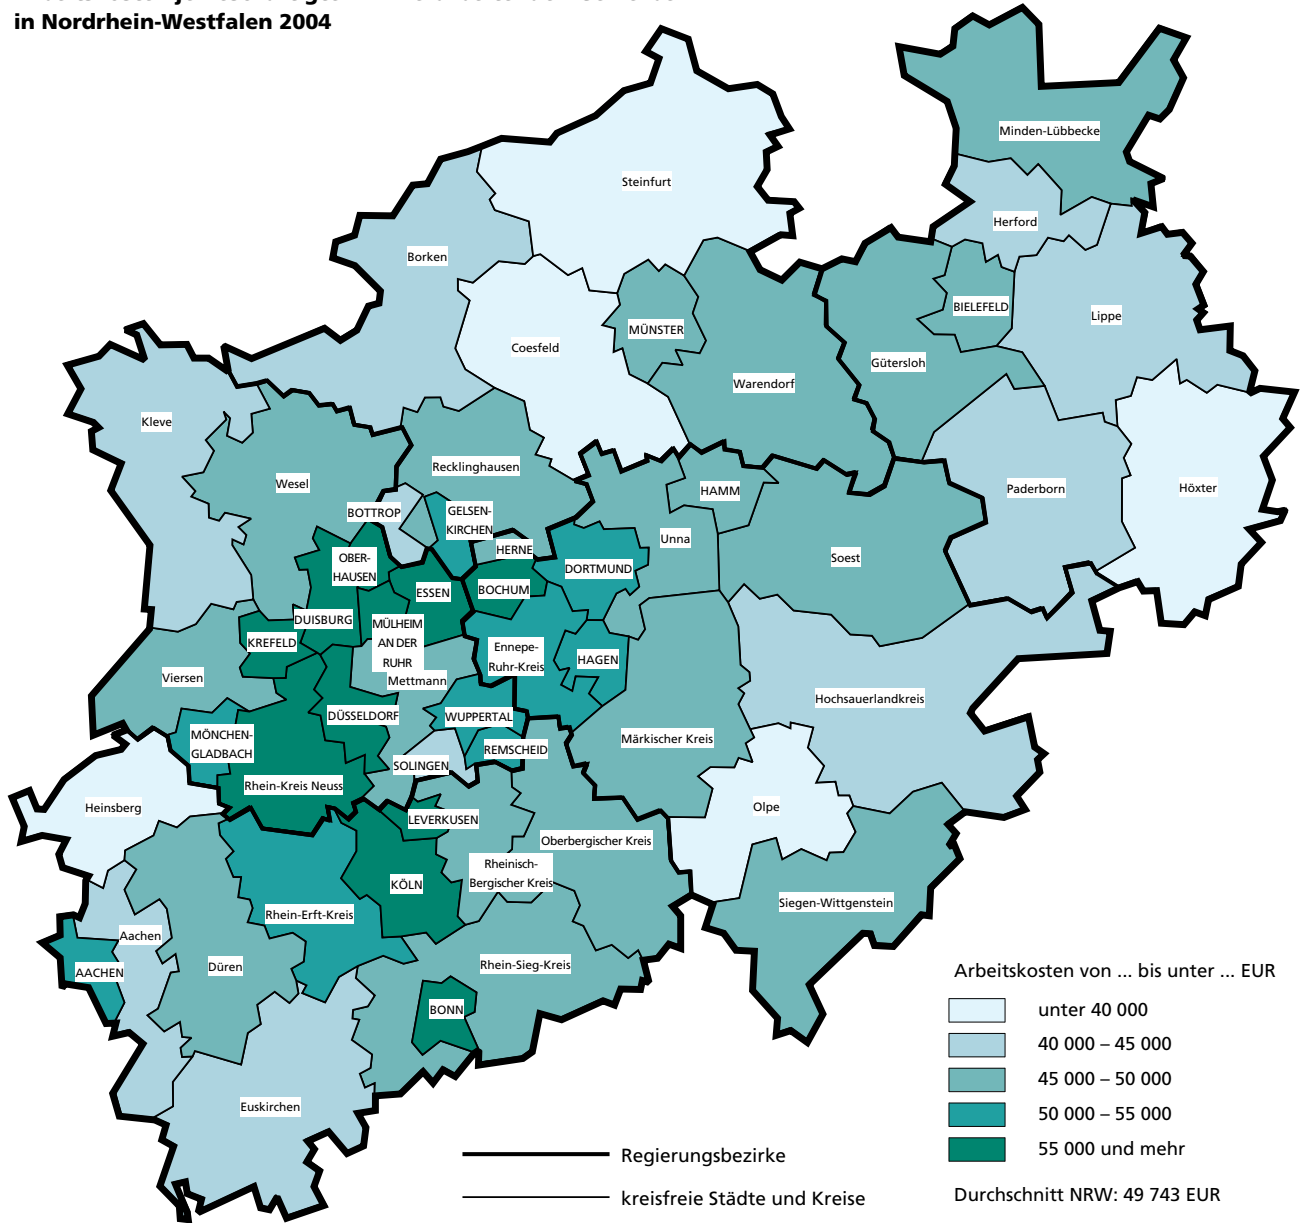 in Nordrhein-Westfalen 2004
Minden-Lübbecke
Steinfurt
Herford
Borken
BIELEFELD
Lippe
MÜNSTER
Coesfeld
Gütersloh
Warendorf
Kleve
Recklinghausen
Wesel
HAMM
Paderborn
Höxter
BOTTROP
GELSEN-
KIRCHEN
Unna
HERNE
Soest
OBER-
HAUSEN
DORTMUND
ESSEN
BOCHUM
DUISBURG
MÜLHEIM
AN DER
RUHR
KREFELD
Ennepe-
Ruhr-Kreis
HAGEN
Viersen
Mettmann
Hochsauerlandkreis
DÜSSELDORF
WUPPERTAL
MÖNCHEN-
GLADBACH
Märkischer Kreis
REMSCHEID
SOLINGEN
Rhein-Kreis Neuss
Heinsberg
Olpe
LEVERKUSEN
Oberbergischer Kreis
Rheinisch-
Bergischer Kreis
KÖLN
Siegen-Wittgenstein
Rhein-Erft-Kreis
Aachen
AACHEN
Düren
Rhein-Sieg-Kreis
BONN
Euskirchen
Arbeitskosten von ... bis unter ... EUR
unter 40 000
40 000 – 45 000
45 000 – 50 000
50 000 – 55 000
55 000 und mehr
Durchschnitt NRW: 49 743 EUR
Regierungsbezirke
kreisfreie Städte und Kreise